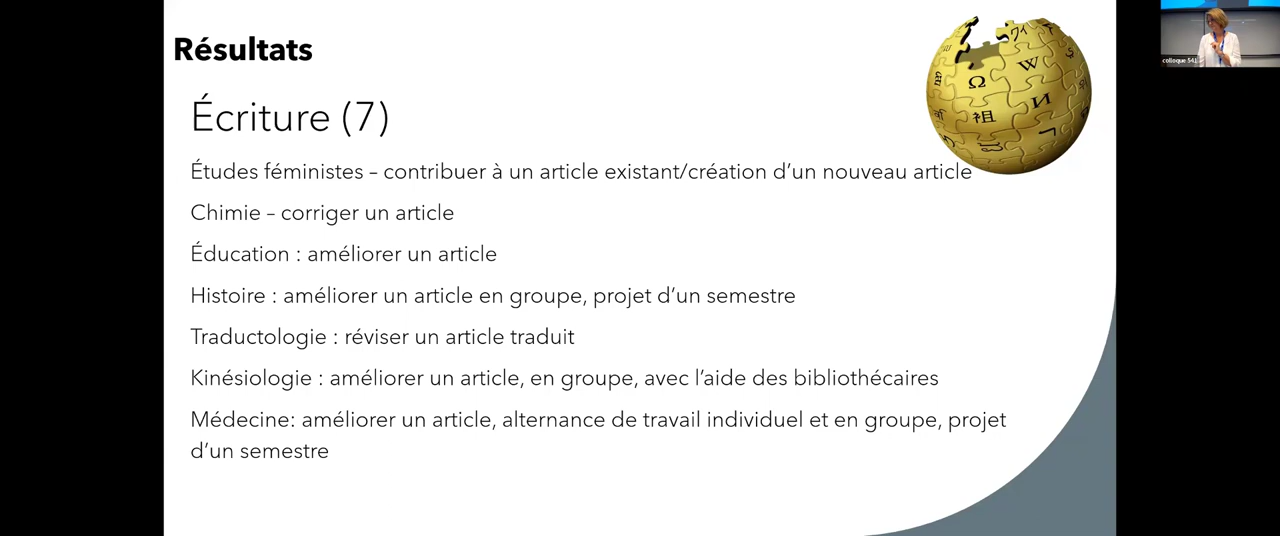 Résultats
Écriture (7)
Études féministes – contribuer à un article existant/création d’un nouveau article
Chimie – corriger un article
Éducation : améliorer un article
Histoire : améliorer un article en groupe, projet d’un semestre
Traductologie : réviser un article traduit
Kinésiologie : améliorer un article, en groupe, avec l’aide des bibliothécaires
Médecine: améliorer un article, alternance de travail individuel et en groupe, projet
d’un semestre
Ω
W
祖
И
colloque 541